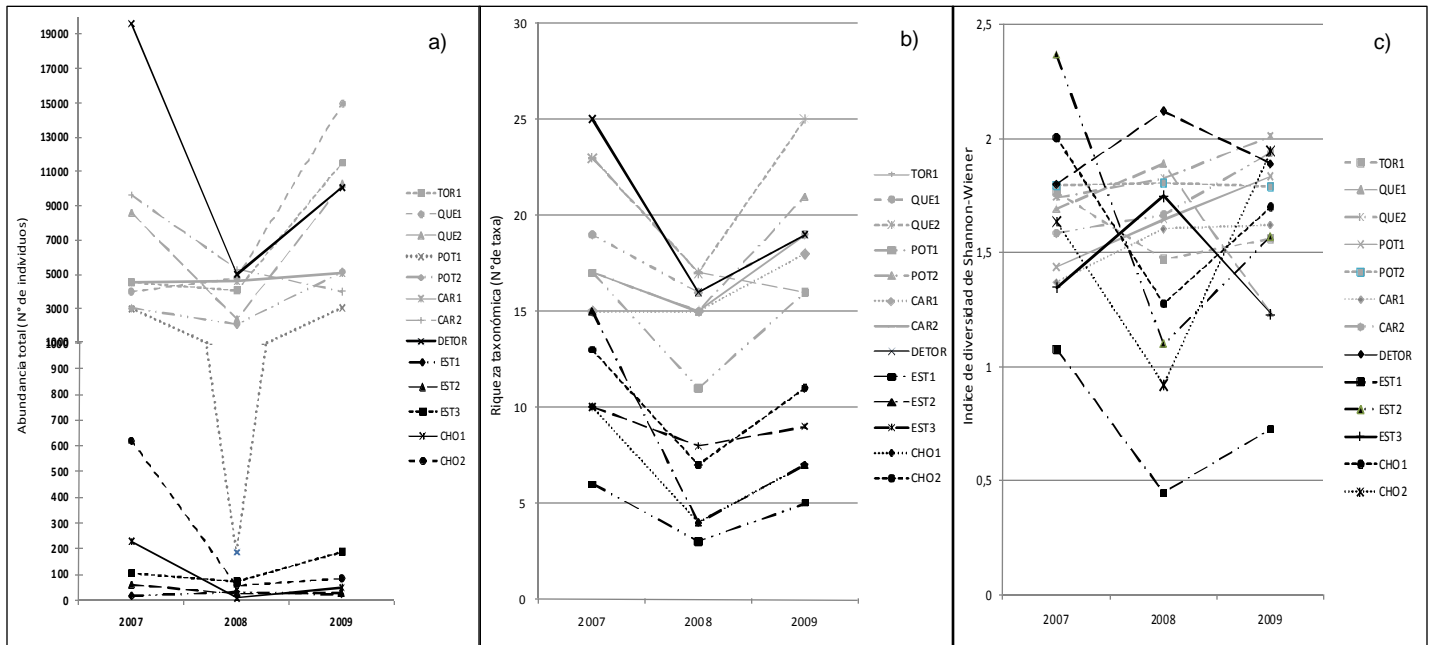 a)
Abundancia total (N° de individuos)
19000
17000
15000
13000
11000
9000
7000
5000
3000
1000
1000
900
800
700
600
500
400
300
200
100
0
2007
2008
2009
TOR1
QUE1
QUE2
POT1
POT2
CAR1
CAR2
DETOR
EST1
EST2
EST3
CHO1
CHO2
b)
Riqueza taxonómica (N°de taxa)
30
25
20
15
10
5
0
2007
2008
2009
TOR1
QUE1
QUE2
POT1
POT2
CAR1
CAR2
DETOR
EST1
EST2
EST3
CHO1
CHO2
c)
Indice de diversidad de Shannon-Wiener
2,5
2
1,5
1
0,5
0
2007
2008
2009
TOR1
QUE1
QUE2
POT1
POT2
CAR1
CAR2
DETOR
EST1
EST2
EST3
CHO1
CHO2